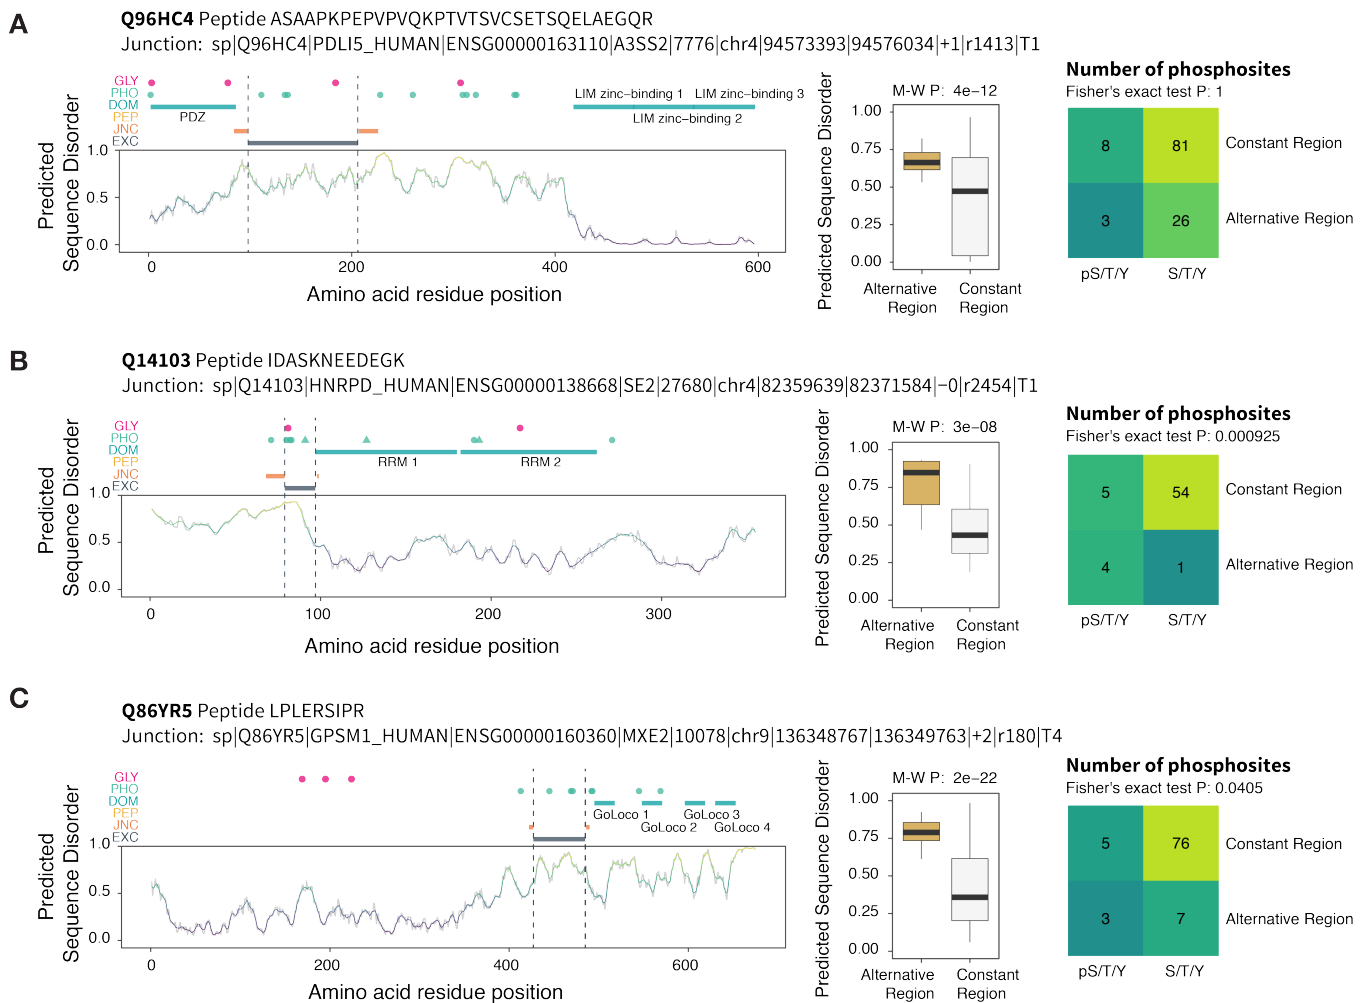 A
Q96HC4 Peptide ASAAPKPEPVPVQKPTVTSVCSETSQELAEGQR
Junction: sp|Q96HC4|PDLI5_HUMAN|ENSG00000163110|A3SS2|7776|chr4|94573393|94576034|+1|r1413|T1
GLY
PHO
DOM
PEP
JNC
EXC
PDZ
LIM zinc-binding 1
LIM zinc-binding 3
LIM zinc-binding 2
Predicted
Sequence Disorder
1.0
0.5
0.0
0
200
400
600
Amino acid residue position
M-W P: 4e-12
Predicted Sequence Disorder
1.00
0.75
0.50
0.25
0.00
Alternative Region
Constant Region
Number of phosphosites
Fisher's exact test P: 1
8
81
Constant Region
3
26
Alternative Region
pS/T/Y
S/T/Y
B
Q14103 Peptide IDASKNEEDEGK
Junction: sp|Q14103|HNRPD_HUMAN|ENSG00000138668|SE2|27680|chr4|82359639|82371584|-0|r2454|T1
GLY
PHO
DOM
PEP
JNC
EXC
RRM 1
RRM 2
Predicted
Sequence Disorder
1.0
0.5
0.0
0
100
200
300
Amino acid residue position
M-W P: 3e-08
Predicted Sequence Disorder
1.00
0.75
0.50
0.25
0.00
Alternative Region
Constant Region
Number of phosphosites
Fisher's exact test P: 0.000925
5
54
Constant Region
4
1
Alternative Region
pS/T/Y
S/T/Y
C
Q86YR5 Peptide LPLERSIPR
Junction: sp|Q86YR5|GPSM1_HUMAN|ENSG00000160360|MXE2|10078|chr9|136348767|136349763|+2|r180|T4
GLY
PHO
DOM
PEP
JNC
EXC
GoLoco 1
GoLoco 3
GoLoco 2
GoLoco 4
Predicted
Sequence Disorder
1.0
0.5
0.0
0
200
400
600
Amino acid residue position
M-W P: 2e-22
Predicted Sequence Disorder
1.00
0.75
0.50
0.25
0.00
Alternative Region
Constant Region
Number of phosphosites
Fisher's exact test P: 0.0405
5
76
Constant Region
3
7
Alternative Region
pS/T/Y
S/T/Y